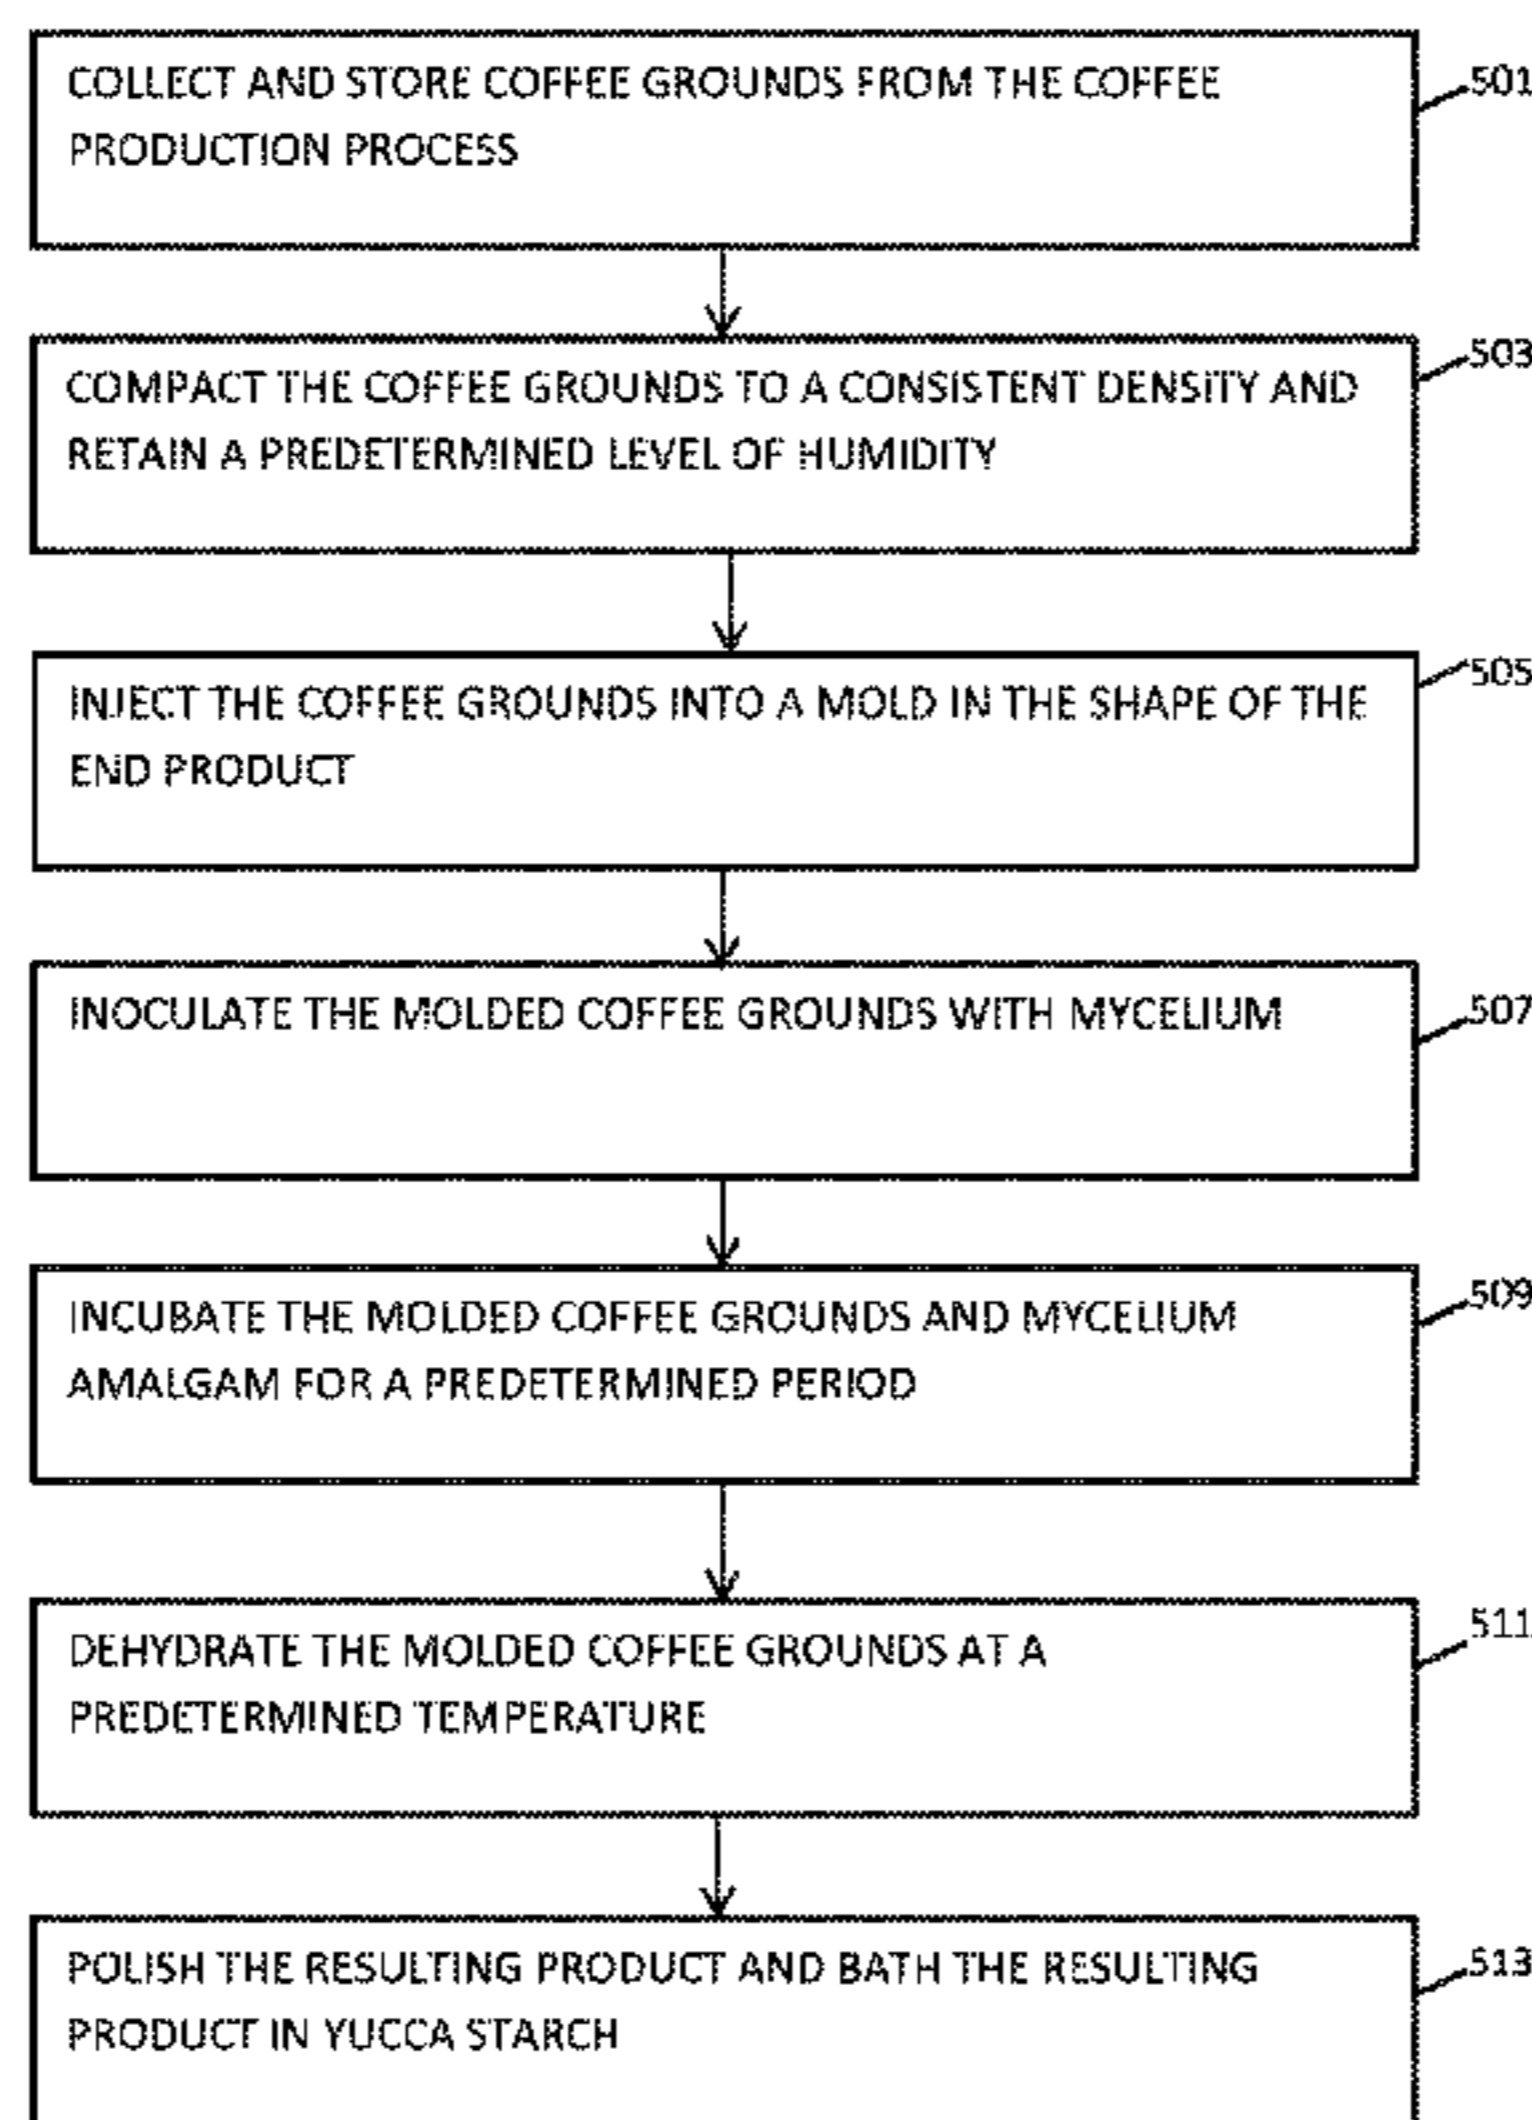 COLLECT AND STORE COFFEE GROUNDS FROM THE COFFEE
PRODUCTION PROCESS
501
COMPACT THE COFFEE GROUNDS TO A CONSISTENT DENSITY AND
RETAIN A PREDETERMINED LEVEL OF HUMIDITY
503
INJECT THE COFFEE GROUNDS INTO A MOLD IN THE SHAPE OF THE
END PRODUCT
505
INOCULATE THE MOLDED COFFEE GROUNDS WITH MYCELIUM
507
INCUBATE THE MOLDED COFFEE GROUNDS AND MYCELIUM
AMALGAM FOR A PREDETERMINED PERIOD
509
DEHYDRATE THE MOLDED COFFEE GROUNDS AT A
PREDETERMINED TEMPERATURE
511
POLISH THE RESULTING PRODUCT AND BATH THE RESULTING
PRODUCT IN YUCCA STARCH
513